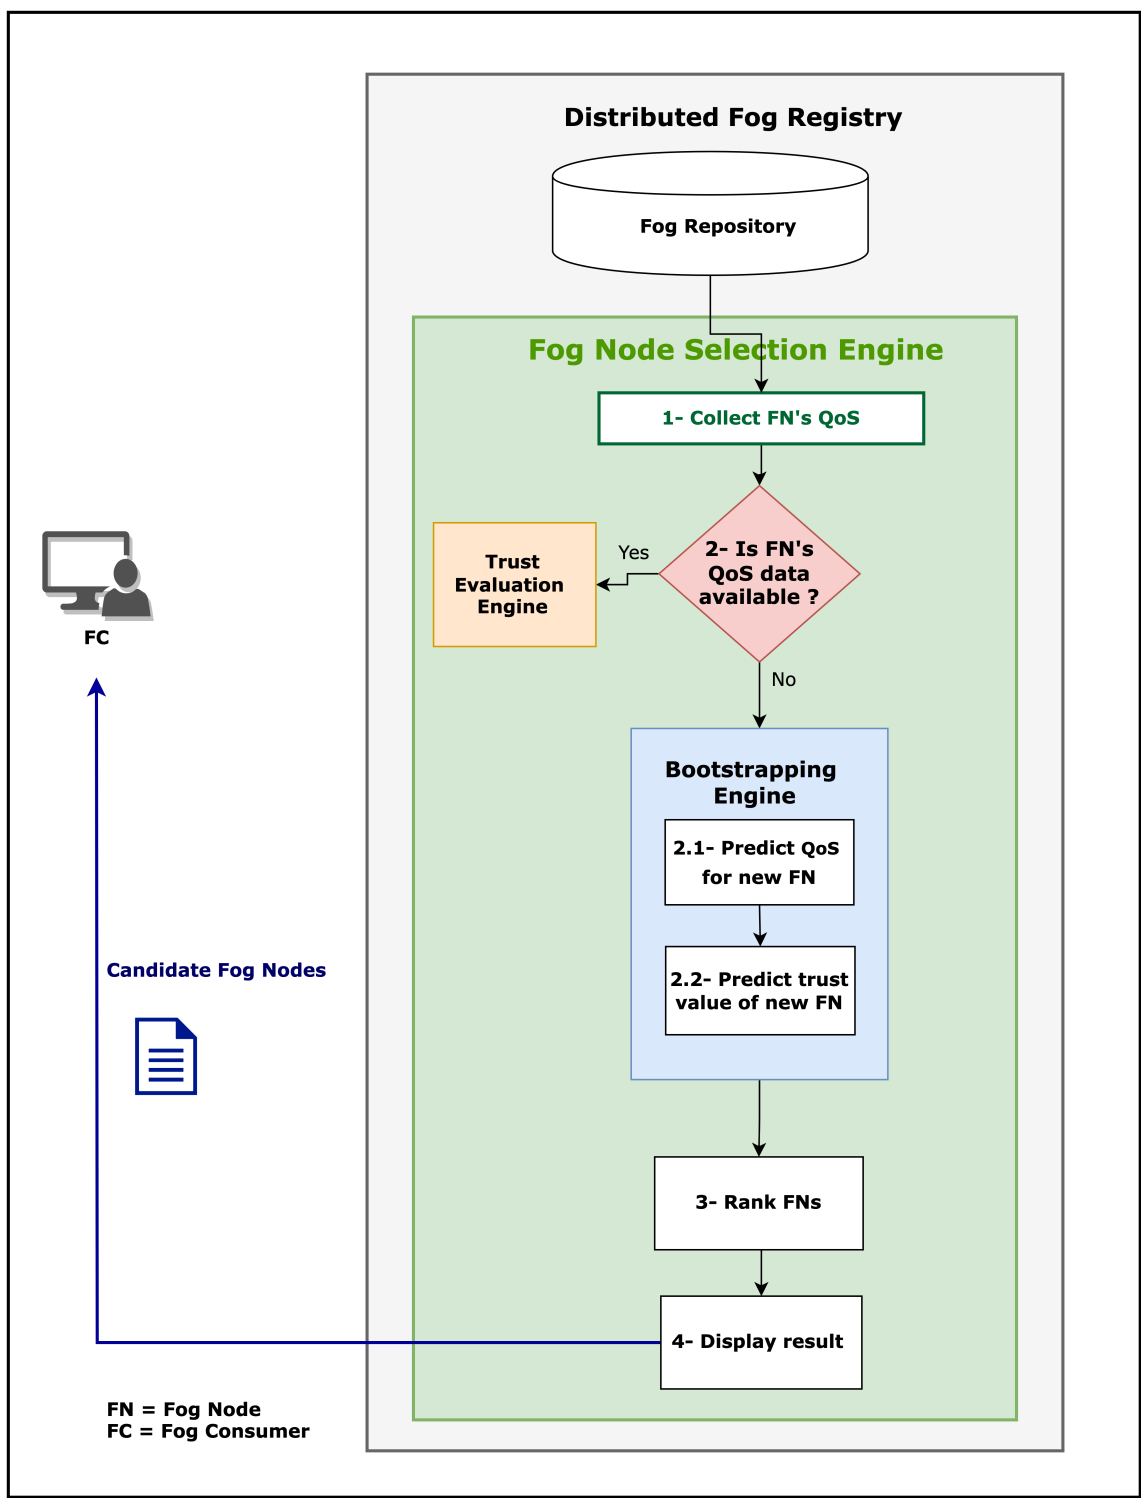 Distributed Fog Registry
Fog Repository
Fog Node Selection Engine
1- Collect FN's QoS
2- Is FN's
QoS data
available ?
Yes
Trust
Evaluation
Engine
No
FC
Bootstrapping
Engine
2.1- Predict QoS
for new FN
2.2- Predict trust
value of new FN
Candidate Fog Nodes
3- Rank FNs
4- Display result
FN = Fog Node
FC = Fog Consumer